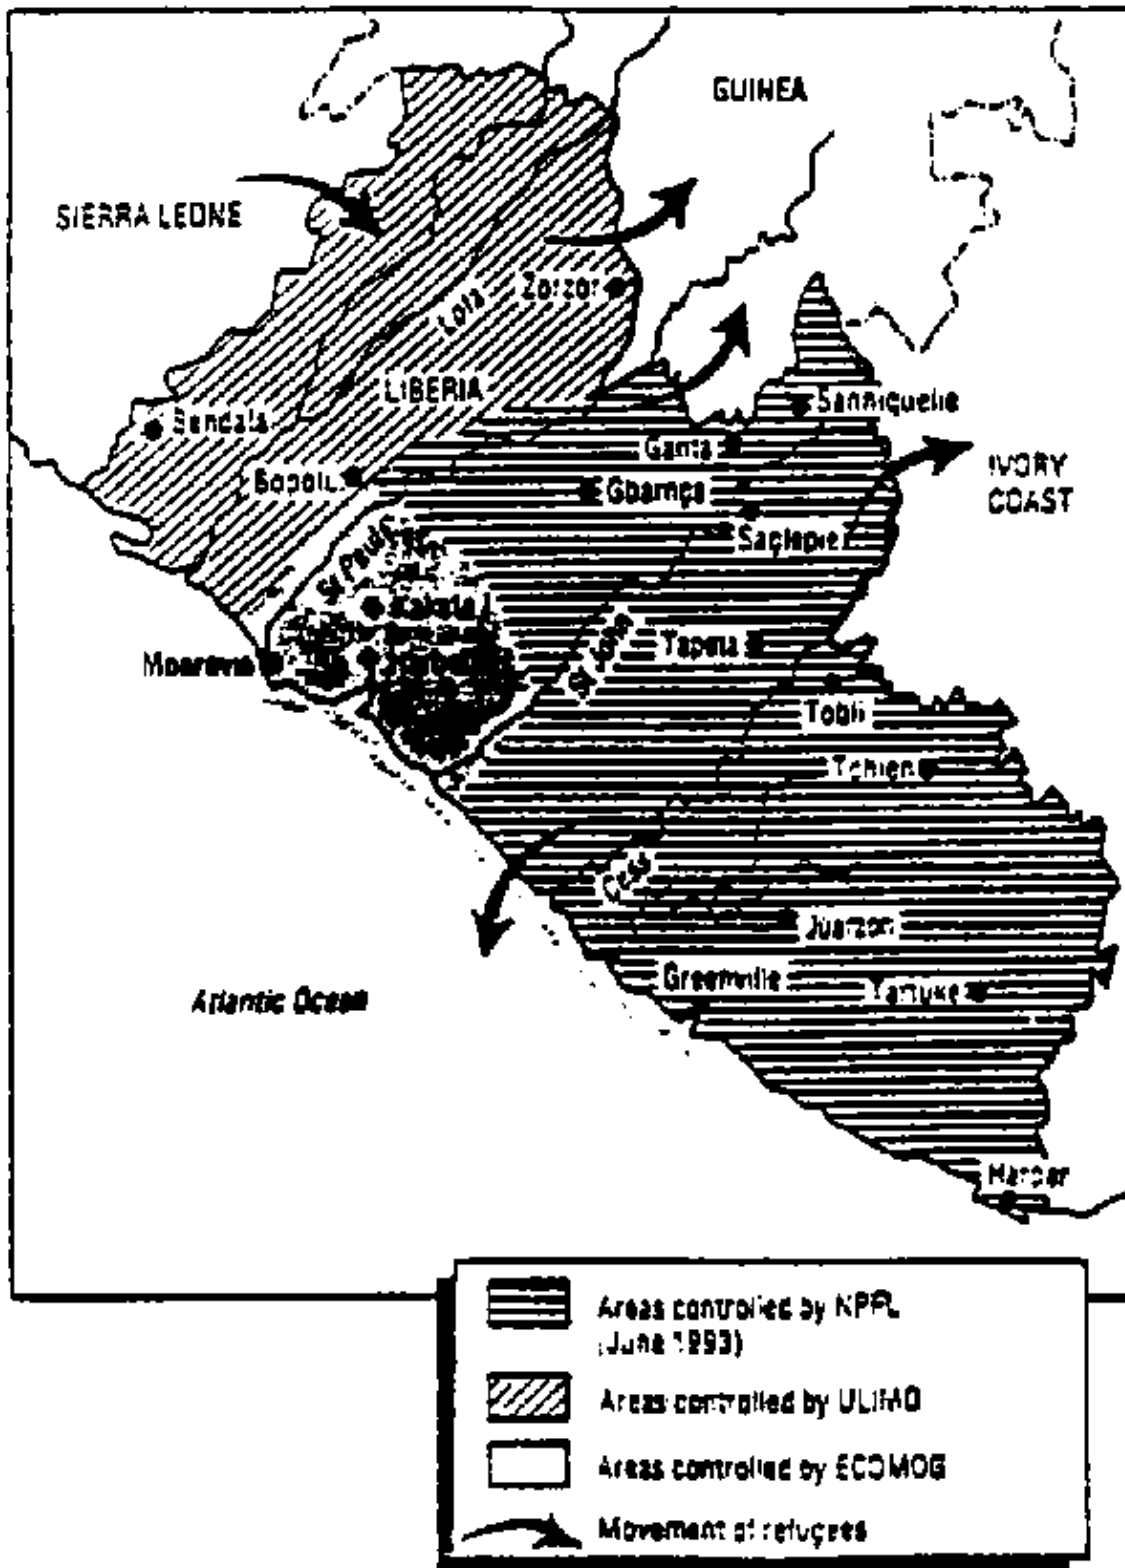 GUINEA
SIERRA LEONE
Zorzor
Lofa
LIBERIA
Sanniquelie
Bendala
Ganta
IVORY
COAST
Bopolu
Gbarnga
Saclepie
St Paul
Kakata
Monrovia
Tapeta
Tobli
Tchien
Cess
Juarzon
Greenville
Atlantic Ocean
Harper
Areas controlled by NPFL
(June 1993)
Areas controlled by ULIMO
Areas controlled by ECOMOG
Movement of refugees